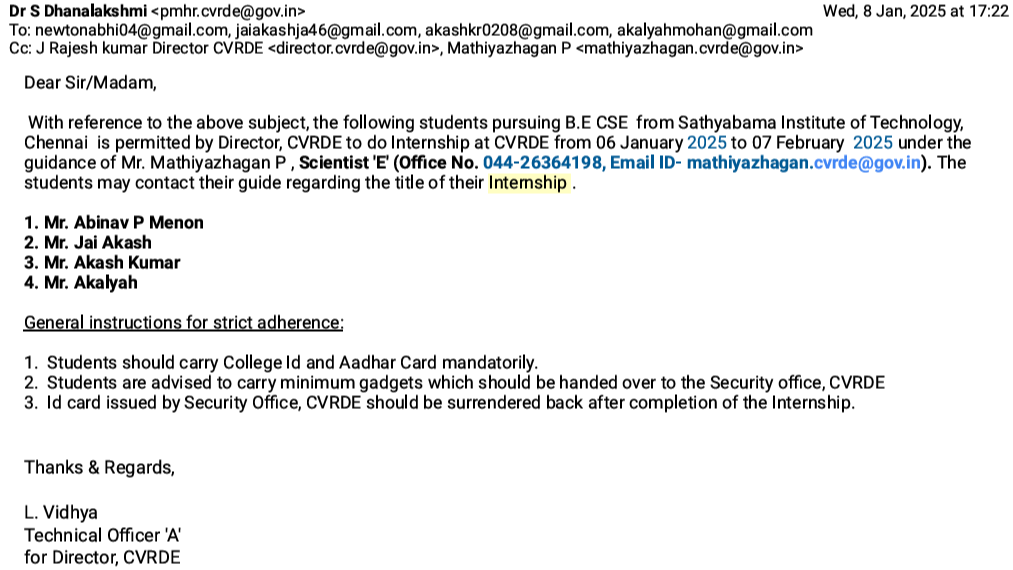 Dr S Dhanalakshmi <pmhr.cvrde@gov.in> Wed, 8 Jan, 2025 at 17:22
To: newtonabhi04@gmail.com, jaiakashja46@gmail.com, akashkr0208@gmail.com, akalyahmohan@gmail.com
Cc: J Rajesh kumar Director CVRDE <director.cvrde@gov.in>, Mathiyazhagan P <mathiyazhagan.cvrde@gov.in>
Dear Sir/Madam,
With reference to the above subject, the following students pursuing B.E CSE from Sathyabama Institute of Technology,
Chennai is permitted by Director, CVRDE to do Internship at CVRDE from 06 January 2025 to 07 February 2025 under the
guidance of Mr. Mathiyazhagan P , Scientist 'E' (Office No. 044-26364198, Email ID- mathiyazhagan.cvrde@gov.in). The
students may contact their guide regarding the title of their Internship .
1. Mr. Abinav P Menon
2. Mr. Jai Akash
3. Mr. Akash Kumar
4. Mr. Akalyah
General instructions for strict adherence:
1. Students should carry College Id and Aadhar Card mandatorily.
2. Students are advised to carry minimum gadgets which should be handed over to the Security office, CVRDE
3. Id card issued by Security Office, CVRDE should be surrendered back after completion of the Internship.
Thanks & Regards,
L. Vidhya
Technical Officer 'A'
for Director, CVRDE